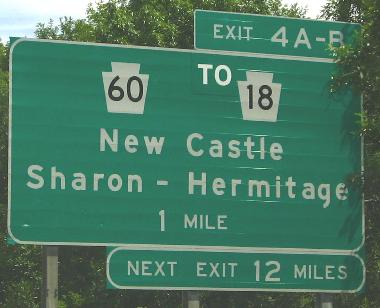 EXIT 4A-B
60 TO 18
New Castle
Sharon - Hermitage
1 MILE
NEXT EXIT 12 MILES